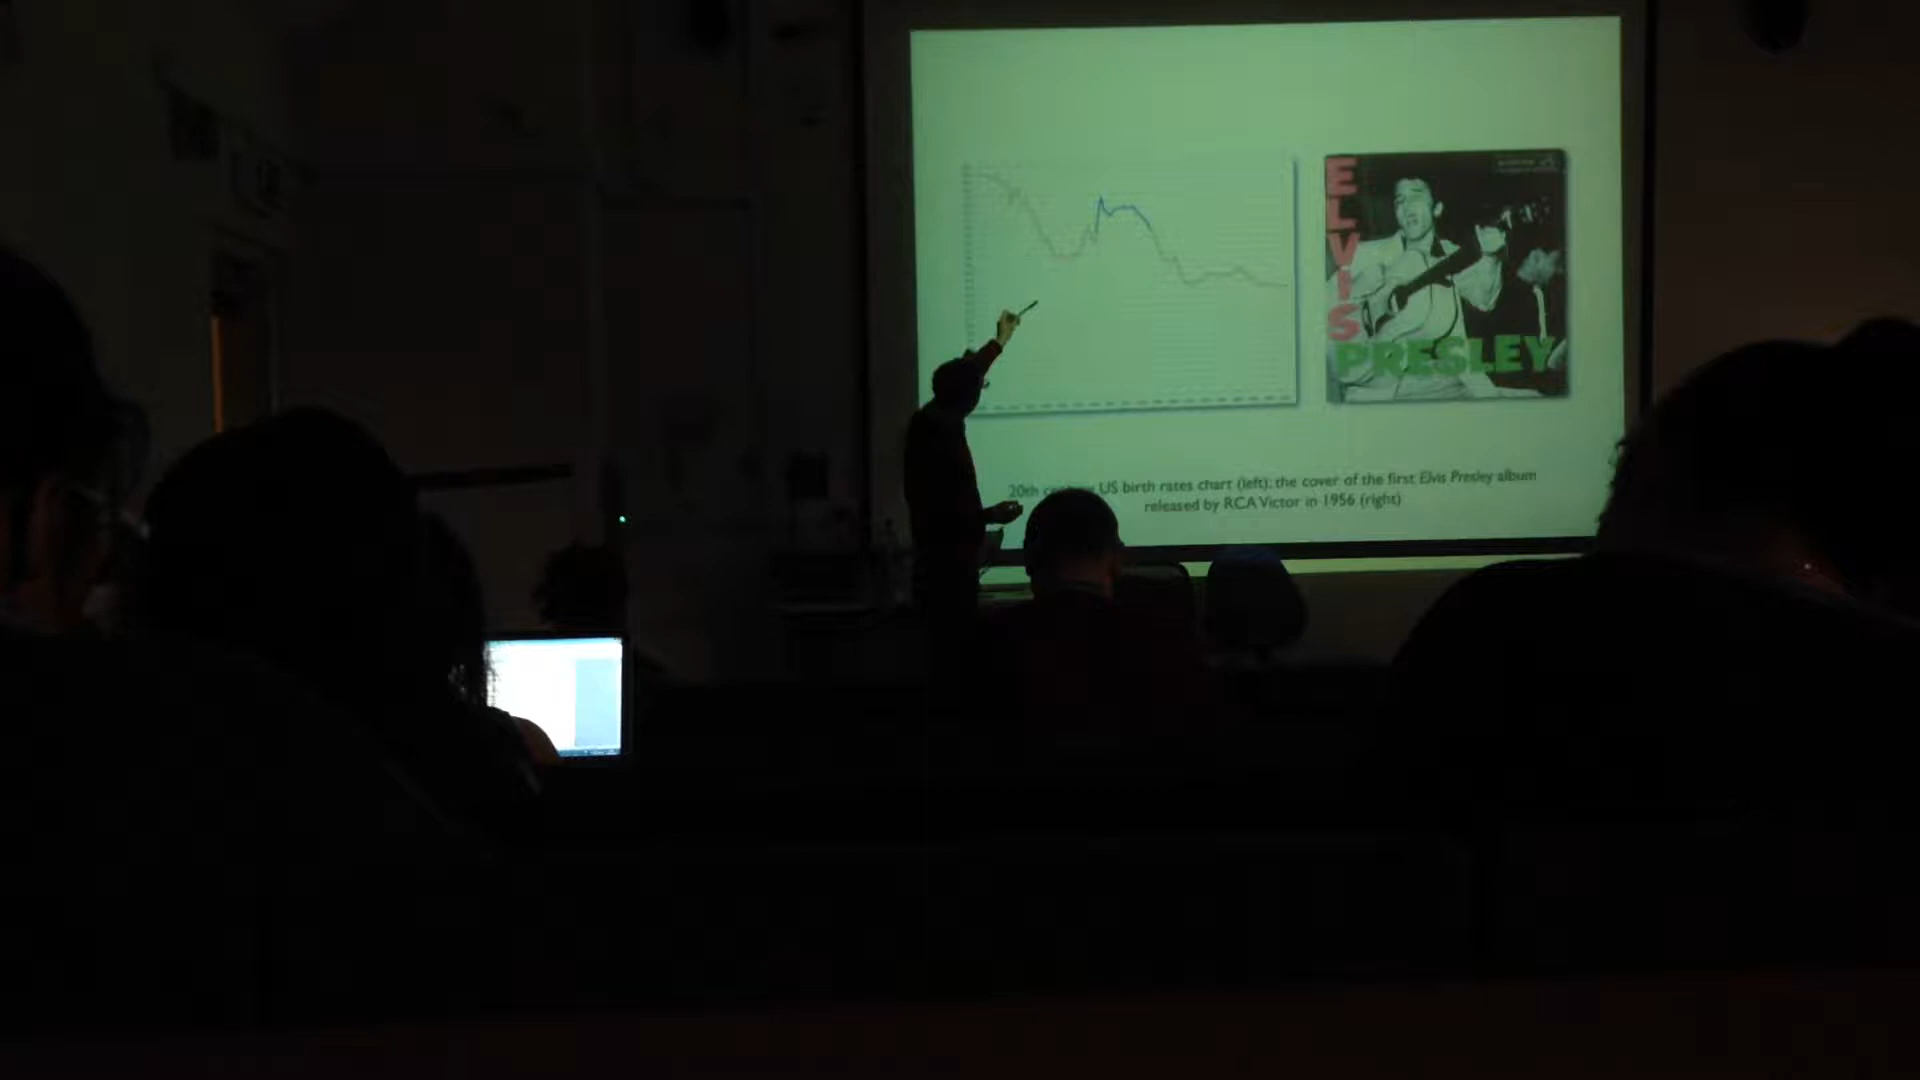 ELVIS
PRESLEY
20th US birth rates chart (left); the cover of the first Elvis Presley album
released by RCA Victor in 1956 (right)